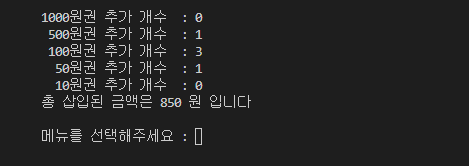 1000원권 추가 개수 : 0
500원권 추가 개수 : 1
100원권 추가 개수 : 3
50원권 추가 개수 : 1
10원권 추가 개수 : 0
총 삽입된 금액은 850 원 입니다
메뉴를 선택해주세요 :